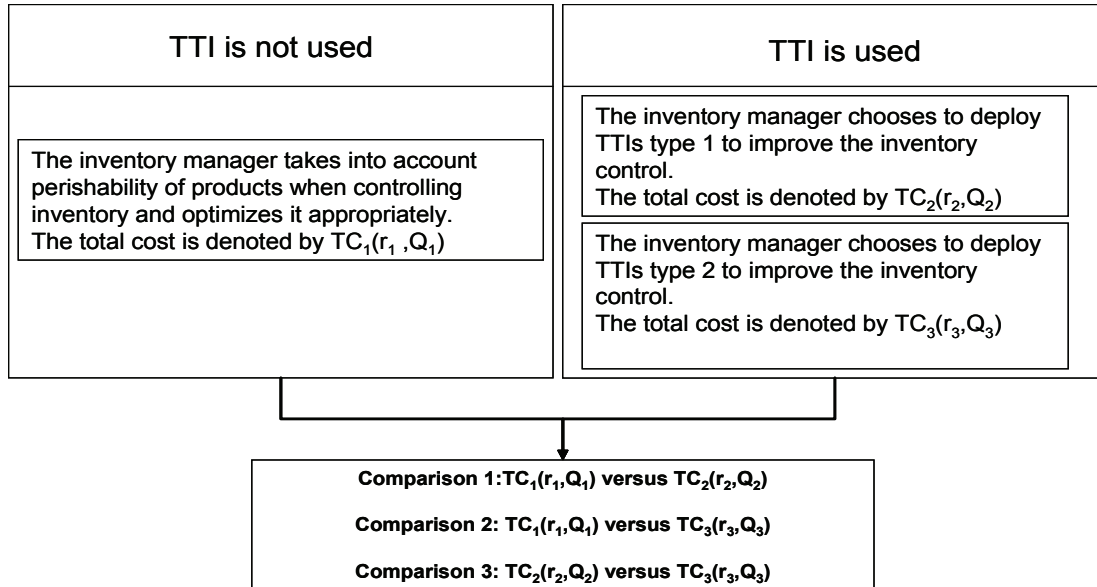 TTI is not used
The inventory manager takes into account
perishability of products when controlling
inventory and optimizes it appropriately.
The total cost is denoted by TC₁(r₁ ,Q₁)
TTI is used
The inventory manager chooses to deploy
TTIs type 1 to improve the inventory
control.
The total cost is denoted by TC₂(r₂,Q₂)
The inventory manager chooses to deploy
TTIs type 2 to improve the inventory
control.
The total cost is denoted by TC₃(r₃,Q₃)
Comparison 1:TC₁(r₁,Q₁) versus TC₂(r₂,Q₂)
Comparison 2: TC₁(r₁,Q₁) versus TC₃(r₃,Q₃)
Comparison 3: TC₂(r₂,Q₂) versus TC₃(r₃,Q₃)